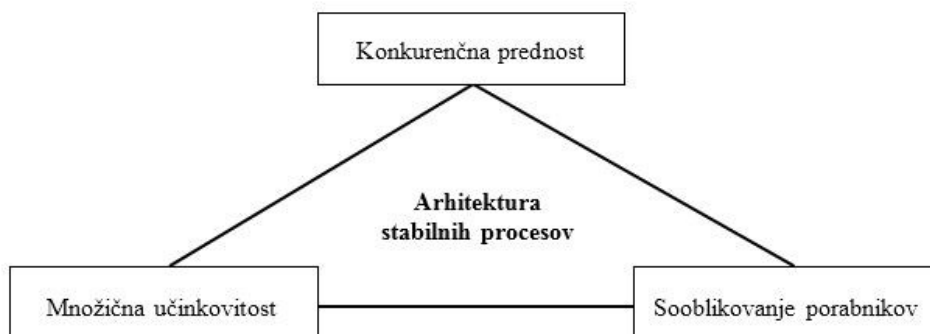 Konkurenčna prednost
Arhitektura
stabilnih procesov
Množična učinkovitost
Sooblikovanje porabnikov